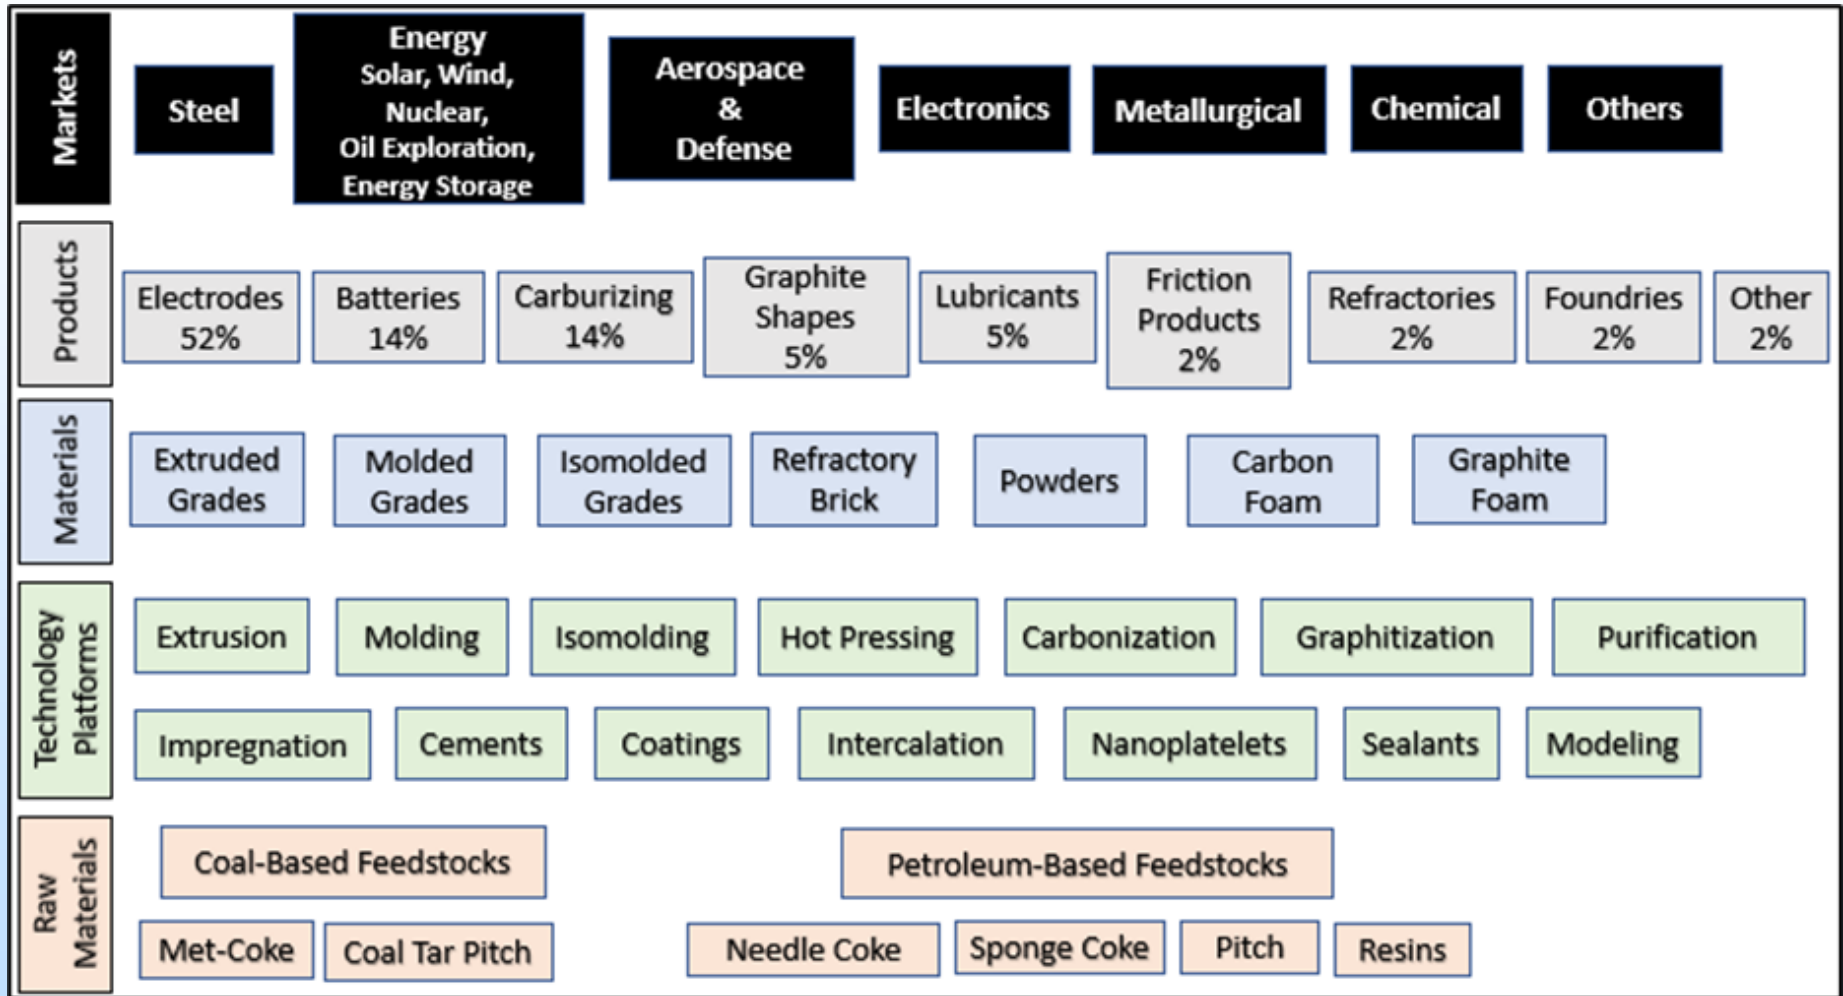 Markets
Steel
Energy
Solar, Wind,
Nuclear,
Oil Exploration,
Energy Storage
Aerospace
&
Defense
Electronics
Metallurgical
Chemical
Others
Products
Electrodes
52%
Batteries
14%
Carburizing
14%
Graphite
Shapes
5%
Lubricants
5%
Friction
Products
2%
Refractories
2%
Foundries
2%
Other
2%
Materials
Extruded
Grades
Molded
Grades
Isomolded
Grades
Refractory
Brick
Powders
Carbon
Foam
Graphite
Foam
Technology
Platforms
Extrusion
Molding
Isomolding
Hot Pressing
Carbonization
Graphitization
Purification
Impregnation
Cements
Coatings
Intercalation
Nanoplatelets
Sealants
Modeling
Raw
Materials
Coal-Based Feedstocks
Petroleum-Based Feedstocks
Met-Coke
Coal Tar Pitch
Needle Coke
Sponge Coke
Pitch
Resins